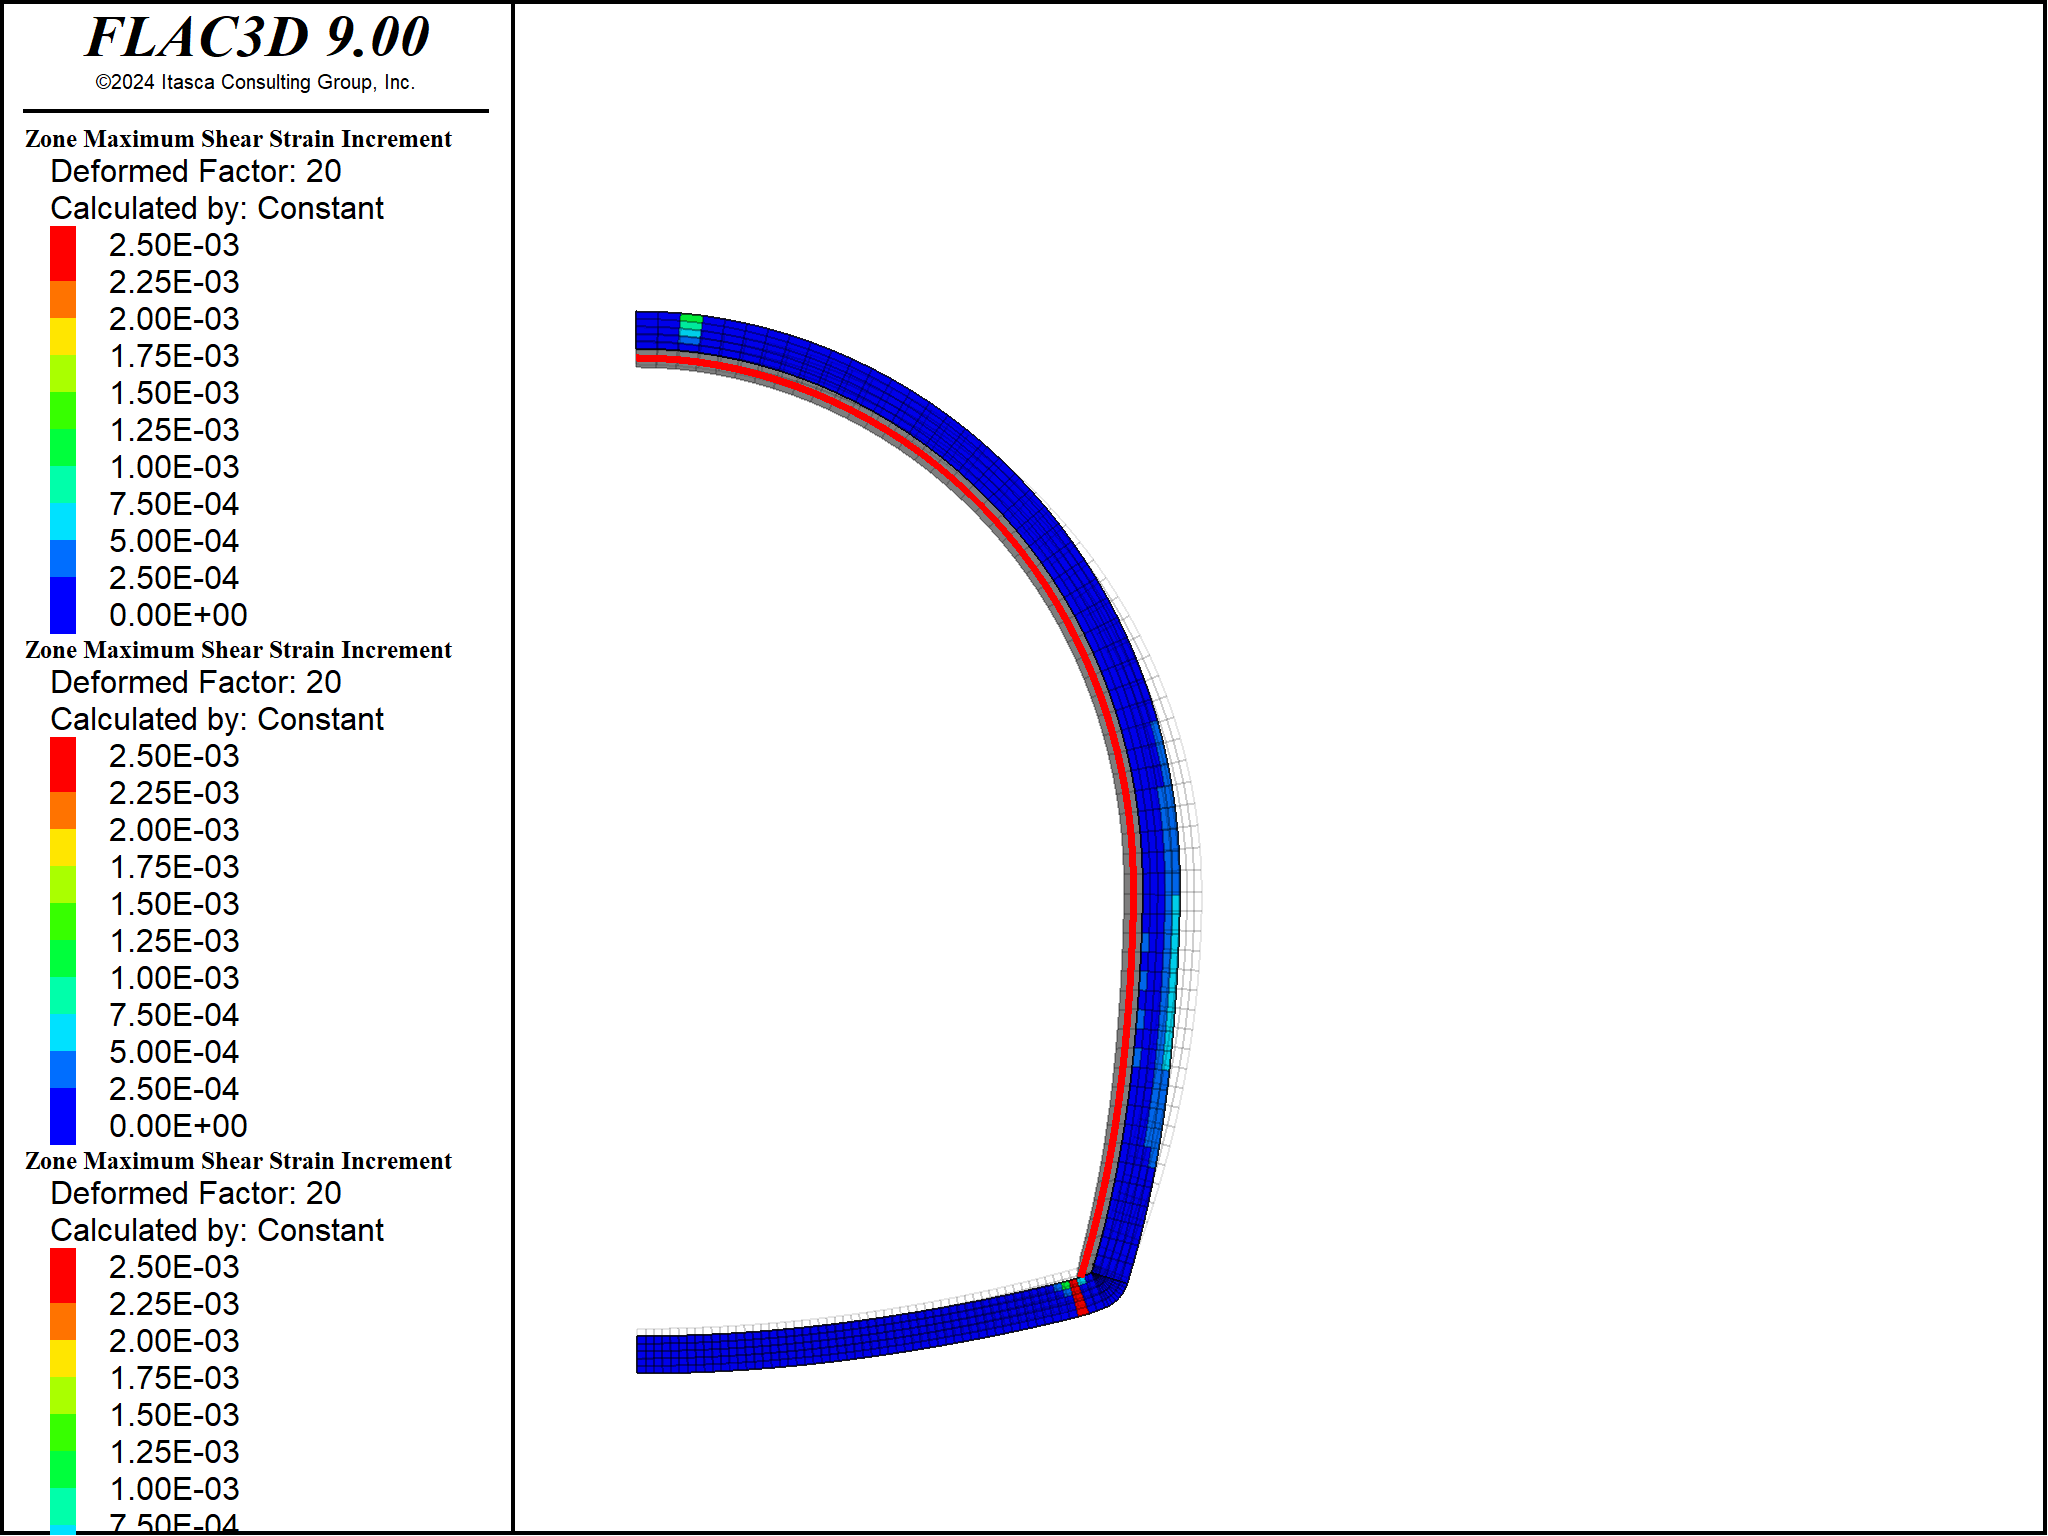 FLAC3D 9.00
©2024 Itasca Consulting Group, Inc.
Zone Maximum Shear Strain Increment
Deformed Factor: 20
Calculated by: Constant
2.50E-03
2.25E-03
2.00E-03
1.75E-03
1.50E-03
1.25E-03
1.00E-03
7.50E-04
5.00E-04
2.50E-04
0.00E+00
Zone Maximum Shear Strain Increment
Deformed Factor: 20
Calculated by: Constant
2.50E-03
2.25E-03
2.00E-03
1.75E-03
1.50E-03
1.25E-03
1.00E-03
7.50E-04
5.00E-04
2.50E-04
0.00E+00
Zone Maximum Shear Strain Increment
Deformed Factor: 20
Calculated by: Constant
2.50E-03
2.25E-03
2.00E-03
1.75E-03
1.50E-03
1.25E-03
1.00E-03
7.50E-04